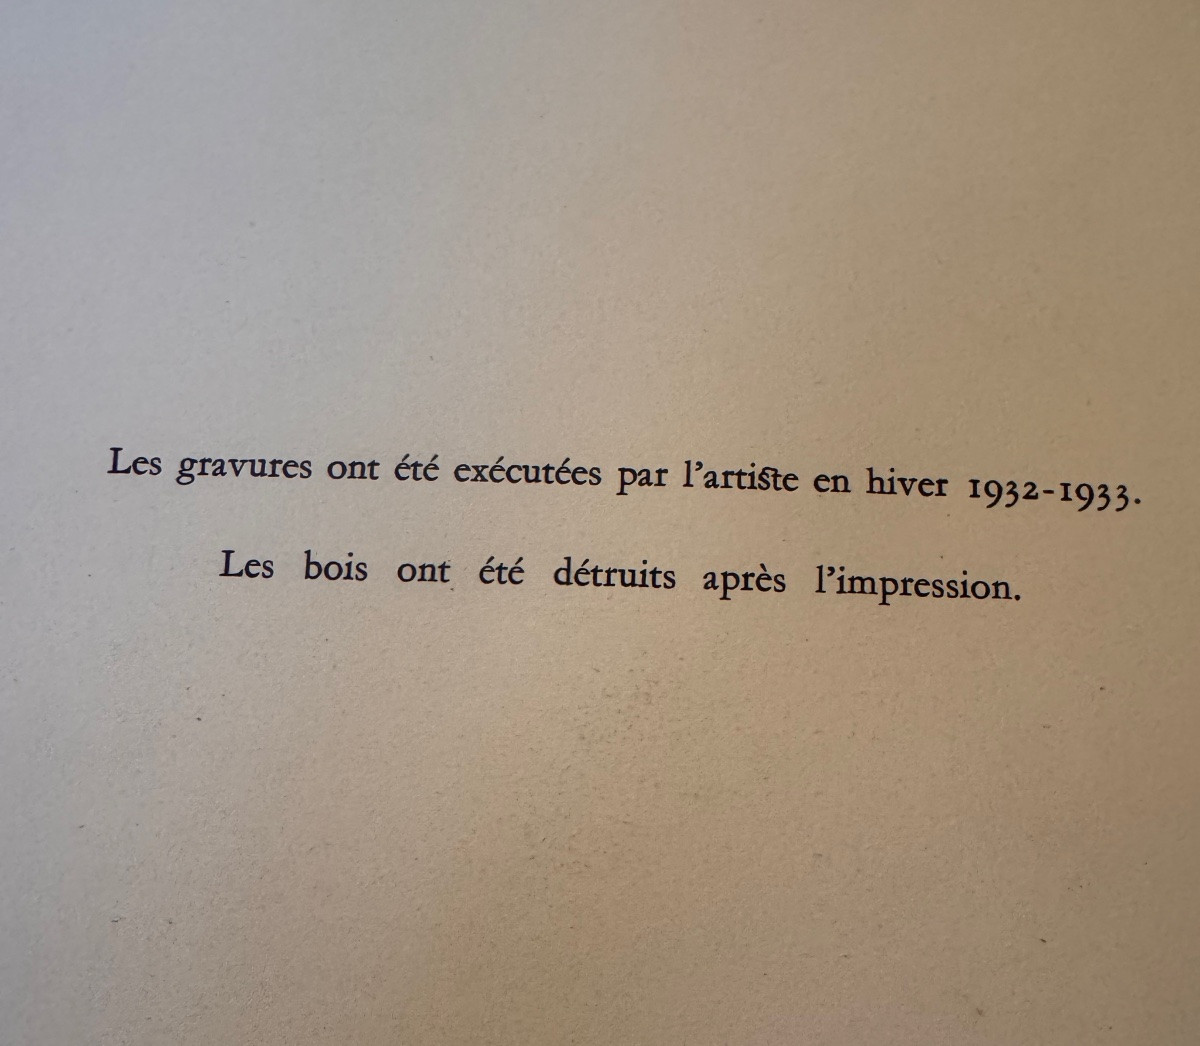 Les gravures ont été exécutées par l'artiste en hiver 1932-1933.
Les bois ont été détruits après l'impression.